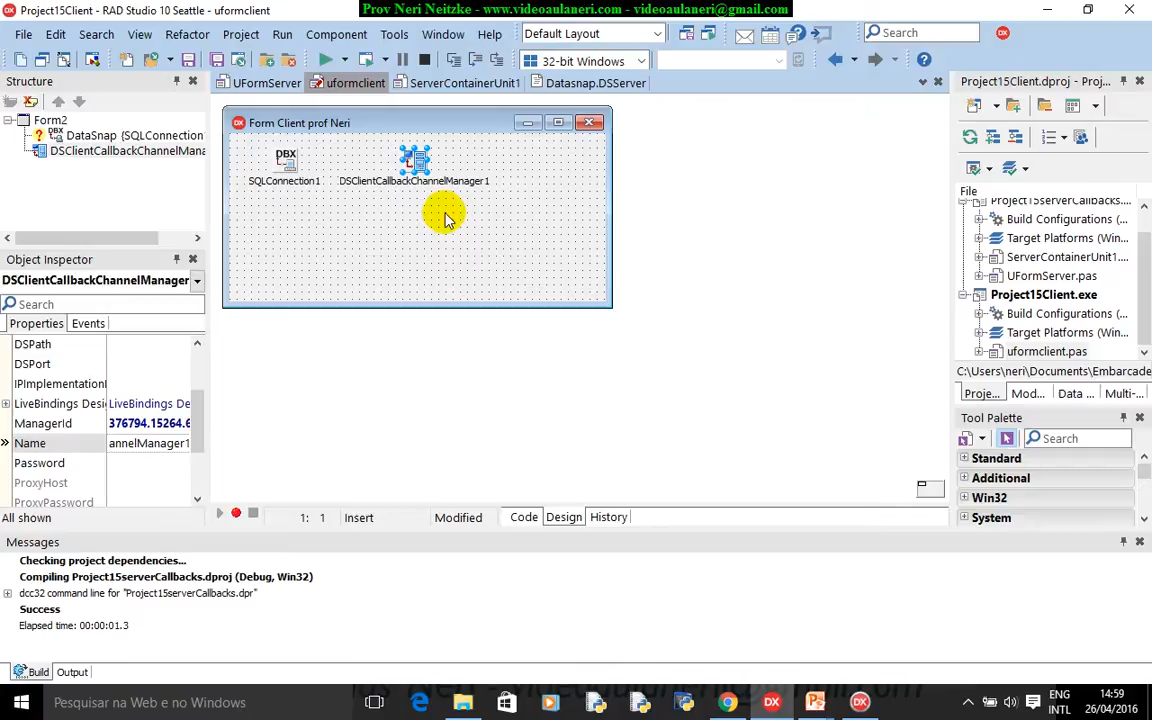 Project15Client - RAD Studio 10 Seattle - uformclient
Prov Neri Neitzke - www.videoaulaneri.com - videoaulaneri@gmail.com
File Edit Search View Refactor Project Run Component Tools Window Help
Default Layout
Search
32-bit Windows
Structure
UFormServer
uformclient
ServerContainerUnit1
Datasnap.DSServer
Form2
DataSnap {SQLConnection
DSClientCallbackChannelMana
Form Client prof Neri
DBX
SQLConnection1
DSClientCallbackChannelManager1
Object Inspector
DSClientCallbackChannelManager
Search
Properties Events
DSPath
DSPort
IPImplementationI
LiveBindings Desi LiveBindings De
ManagerId 376794.15264.6
Name annelManager1
Password
ProxyHost
ProxyPassword
All shown
1: 1 Insert Modified Code Design History
Project15Client.dproj - Proj...
File
Project15serverCallbacks....
Build Configurations (...
Target Platforms (Win...
ServerContainerUnit1....
UFormServer.pas
Project15Client.exe
Build Configurations (...
Target Platforms (Win...
uformclient.pas
C:\Users\neri\Documents\Embarcade
Proje... Mod... Data ... Multi-...
Tool Palette
Search
Standard
Additional
Win32
System
Messages
Checking project dependencies...
Compiling Project15serverCallbacks.dproj (Debug, Win32)
dcc32 command line for "Project15serverCallbacks.dpr"
Success
Elapsed time: 00:00:01.3
Build Output
Pesquisar na Web e no Windows
ENG
INTL
14:59
26/04/2016